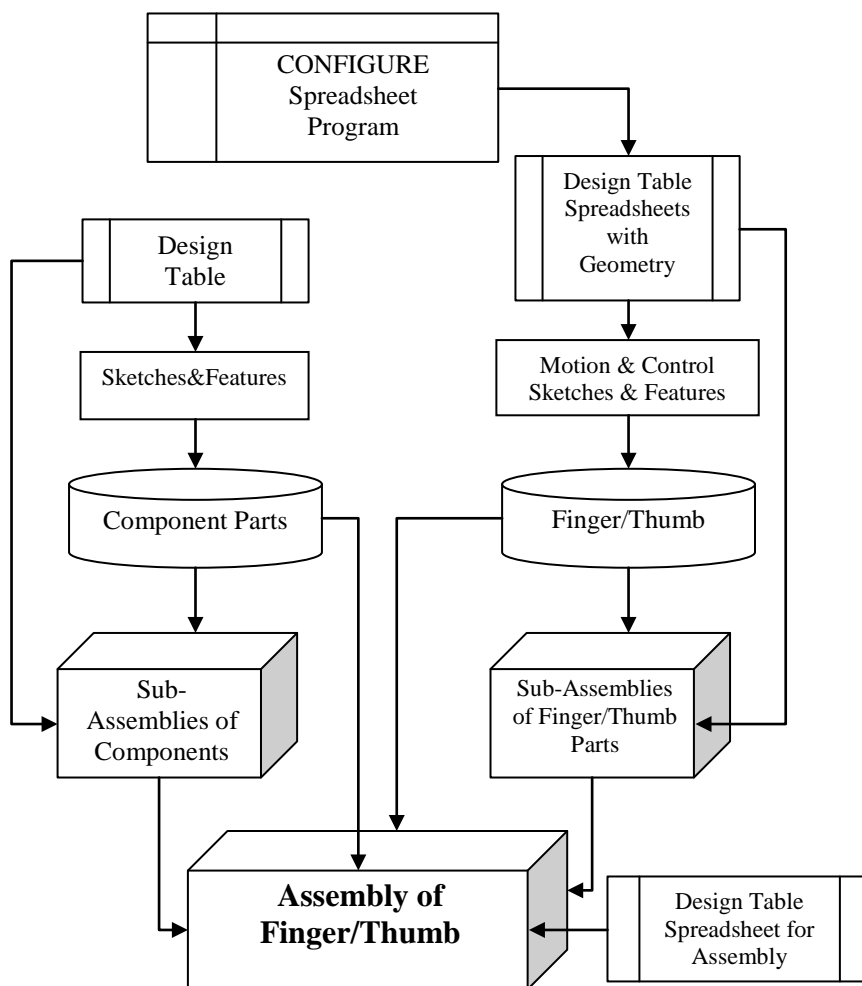 CONFIGURE
Spreadsheet
Program
Design Table
Spreadsheets
with
Geometry
Design
Table
Sketches&Features
Motion & Control
Sketches & Features
Component Parts
Finger/Thumb
Sub-
Assemblies of
Components
Sub-Assemblies
of Finger/Thumb
Parts
Assembly of
Finger/Thumb
Design Table
Spreadsheet for
Assembly